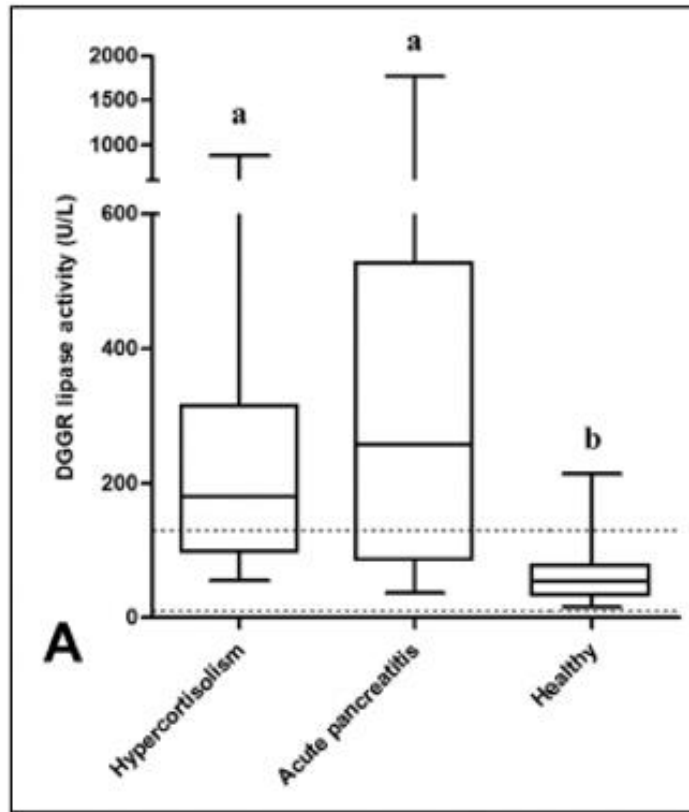 a
a
b
2000
1500
1000
600
400
200
0
DGGR lipase activity (U/L)
A
Hypercortisolism
Acute pancreatitis
Healthy